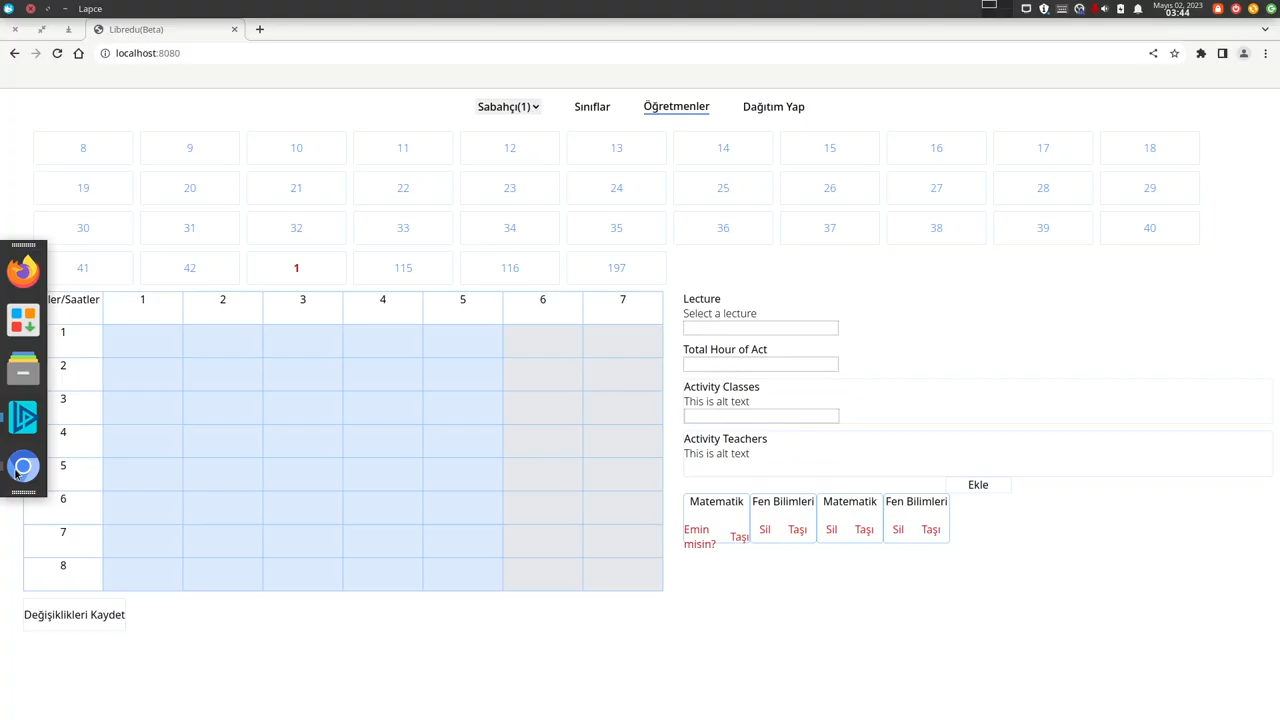 Lapce
Mayıs 02, 2023
03:44
Libredu(Beta)
localhost:8080
Sabahçı(1)
Sınıflar
Öğretmenler
Dağıtım Yap
8 9 10 11 12 13 14 15 16 17 18
19 20 21 22 23 24 25 26 27 28 29
30 31 32 33 34 35 36 37 38 39 40
41 42 1 115 116 197
ler/Saatler 1 2 3 4 5 6 7
1
2
3
4
5
6
7
8
Değişiklikleri Kaydet
Lecture
Select a lecture
Total Hour of Act
Activity Classes
This is alt text
Activity Teachers
This is alt text
Ekle
Matematik Fen Bilimleri Matematik Fen Bilimleri
Emin misin? Taşı Sil Taşı Sil Taşı Sil Taşı